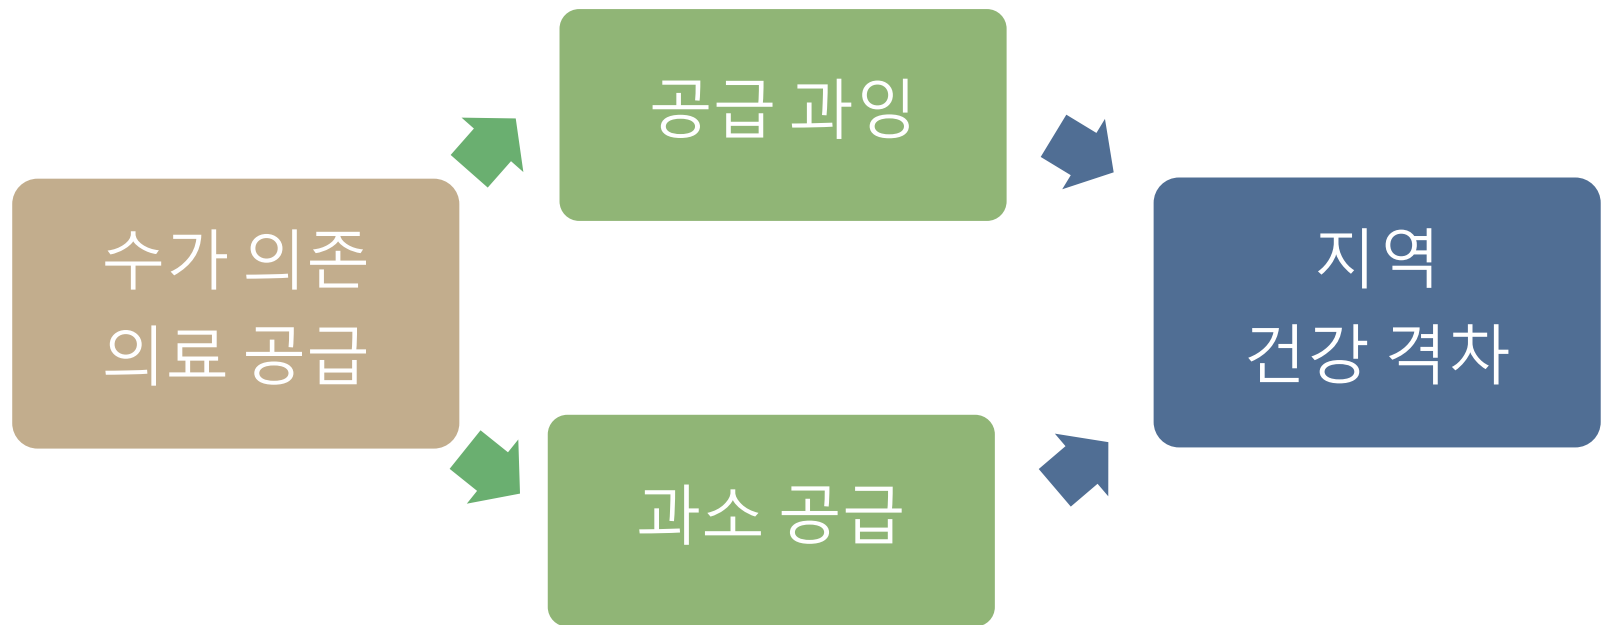 수가 의존
의료 공급
공급 과잉
과소 공급
지역
건강 격차